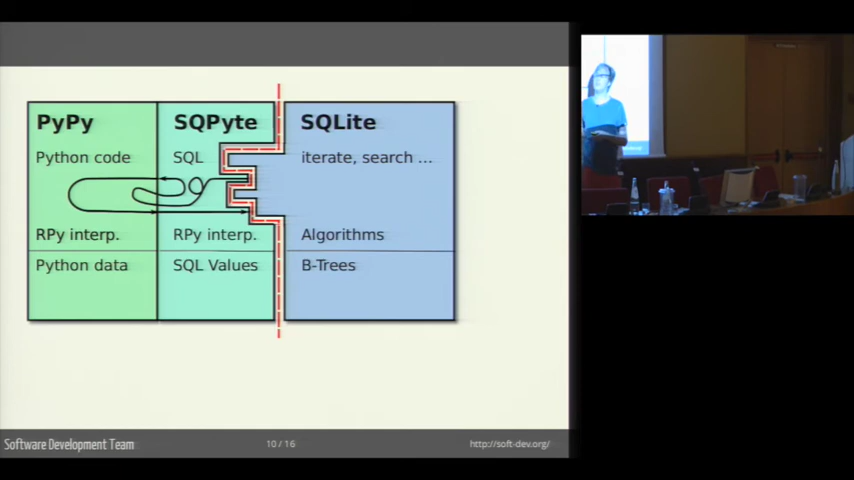 PyPy SQPyte SQLite
Python code SQL iterate, search ...
RPy interp. RPy interp. Algorithms
Python data SQL Values B-Trees
Software Development Team 10 / 16 http://soft-dev.org/